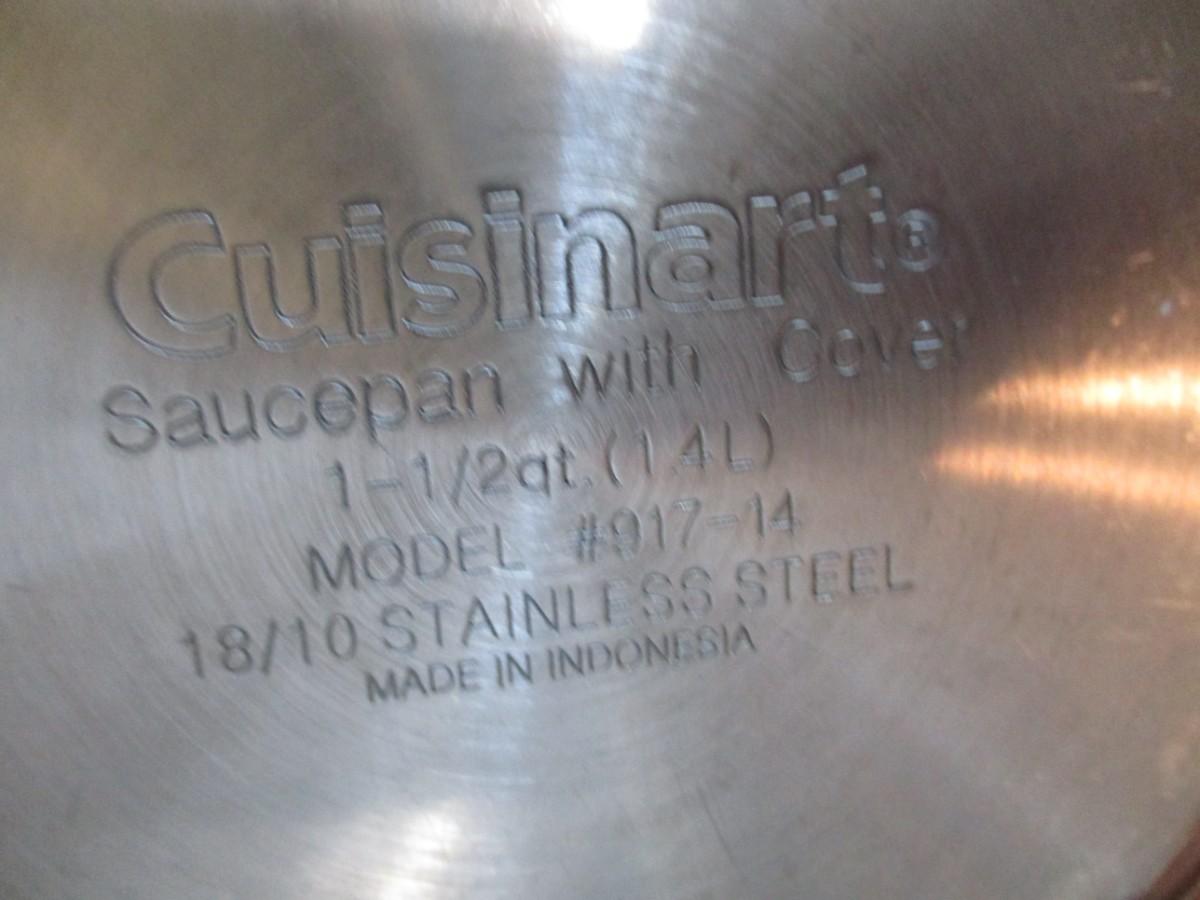 Cuisinart®
Saucepan with Cover
1-1/2qt. (1.4L)
MODEL #917-14
18/10 STAINLESS STEEL
MADE IN INDONESIA